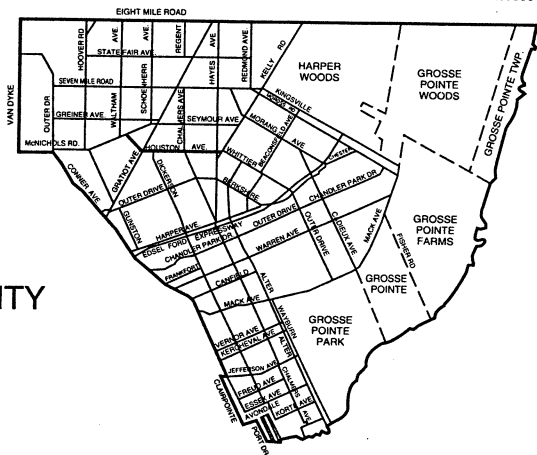 EIGHT MILE ROAD
VAN DYKE
OUTER DR
HOOVER RD
STATE FAIR AVE.
AVE.
REGENT
AVE
REDMOND AVE.
KELLY RD
HARPER
WOODS
GROSSE
POINTE
WOODS
GROSSE POINTE TWP.
SEVEN MILE ROAD
WALTHAM
SCHOENHERR
CHALMERS AVE
HAYES
KINGSVILLE
GREINER AVE.
SEYMOUR AVE.
MORANG AVE
BEACONSFIELD AVE
McNICHOLS RD.
GRATIOT AVE
HOUSTON AVE.
WHITTIER
CHESTER
CONNER AVE
OUTER DRIVE
DICKERSON
BERKSHIRE
CHANDLER PARK DR
GUNSTON
HARPER AVE
EDSEL FORD EXPRESSWAY
OUTER DRIVE
OUTER DRIVE
CADIEUX AVE
MACK AVE
GROSSE
POINTE
FARMS
CHANDLER PARK DR
WARREN AVE
FISHER RD
FRANKFORT
CANFIELD
ALTER
GROSSE
POINTE
MACK AVE
WAYBURN
GROSSE
POINTE
PARK
ITY
VERNOR AVE
KERCHEVAL AVE
ALTER
JEFFERSON AVE.
CHALMERS AVE
FREUD AVE
ESSEX AVE
CLAIRPOINTE
AVONDALE
KORTE AVE
PORT DR